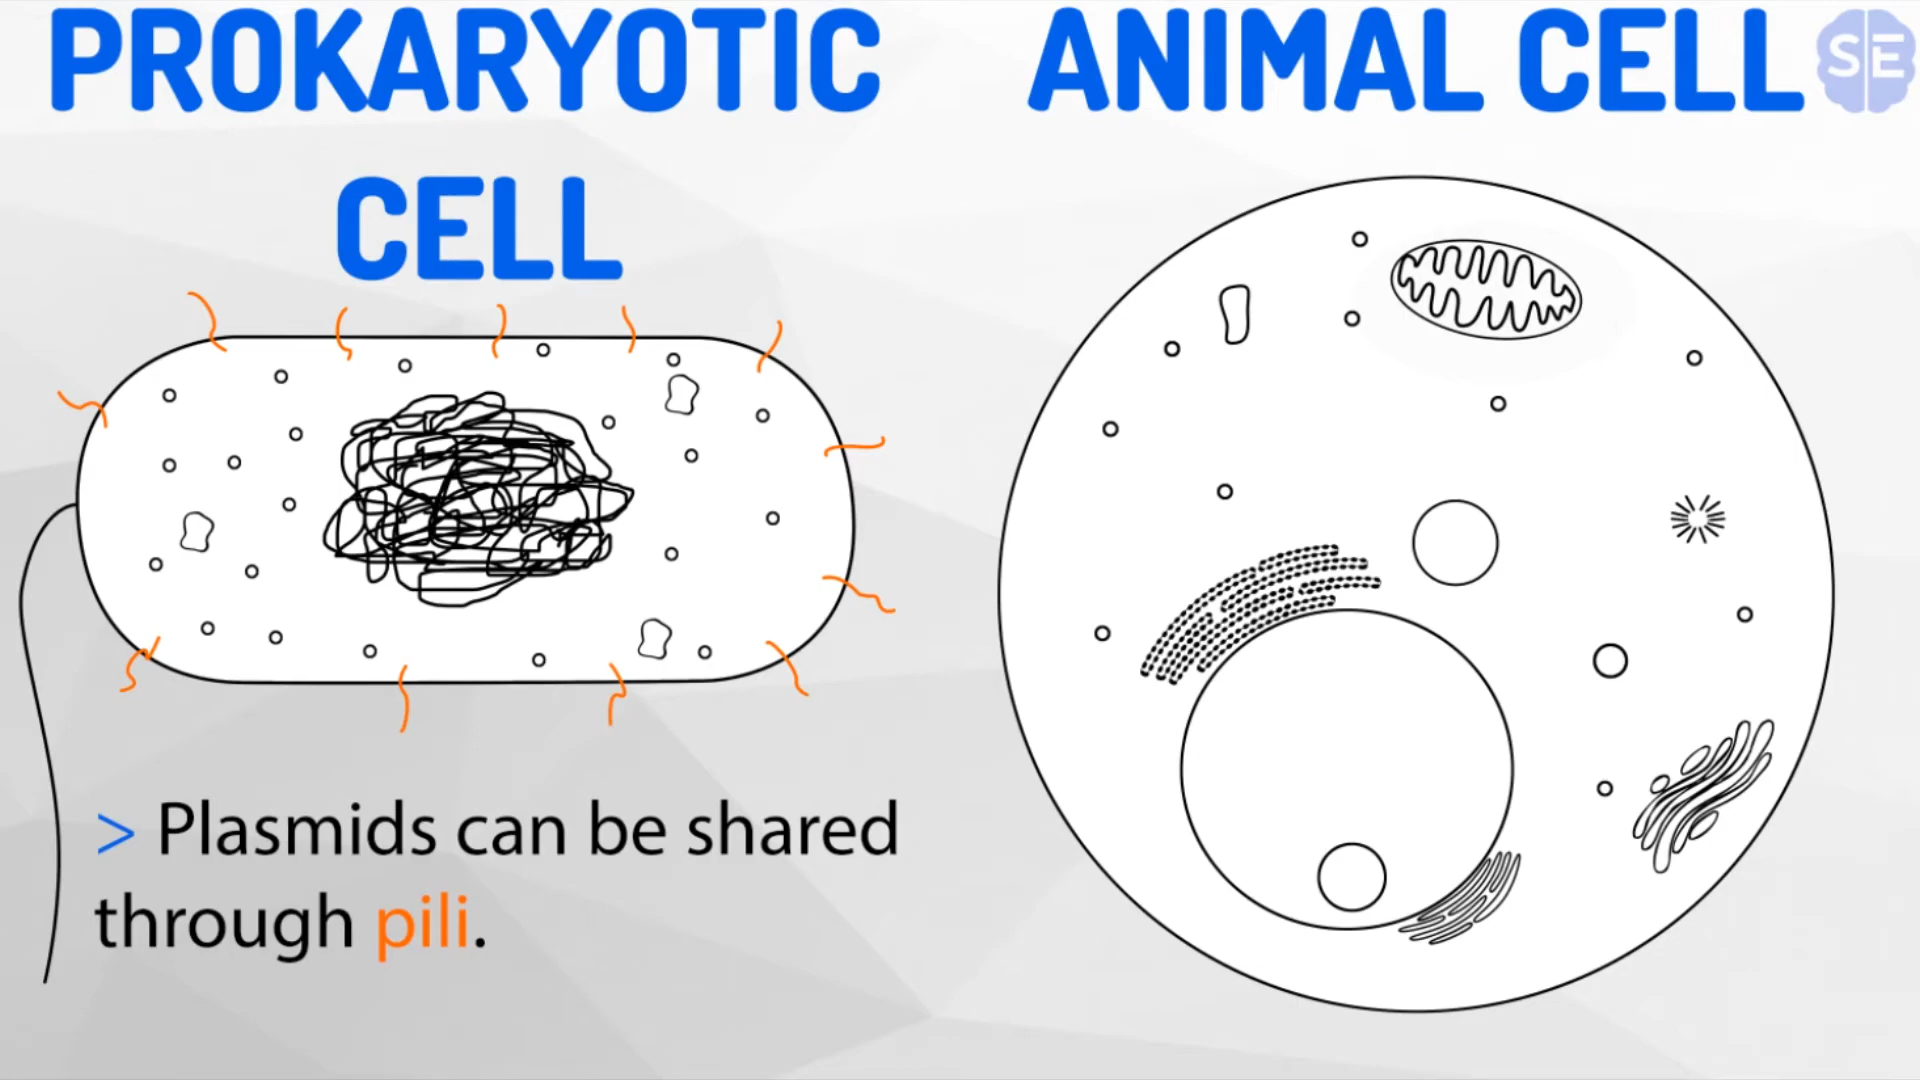 PROKARYOTIC
CELL
ANIMAL CELL
SE
> Plasmids can be shared
through pili.